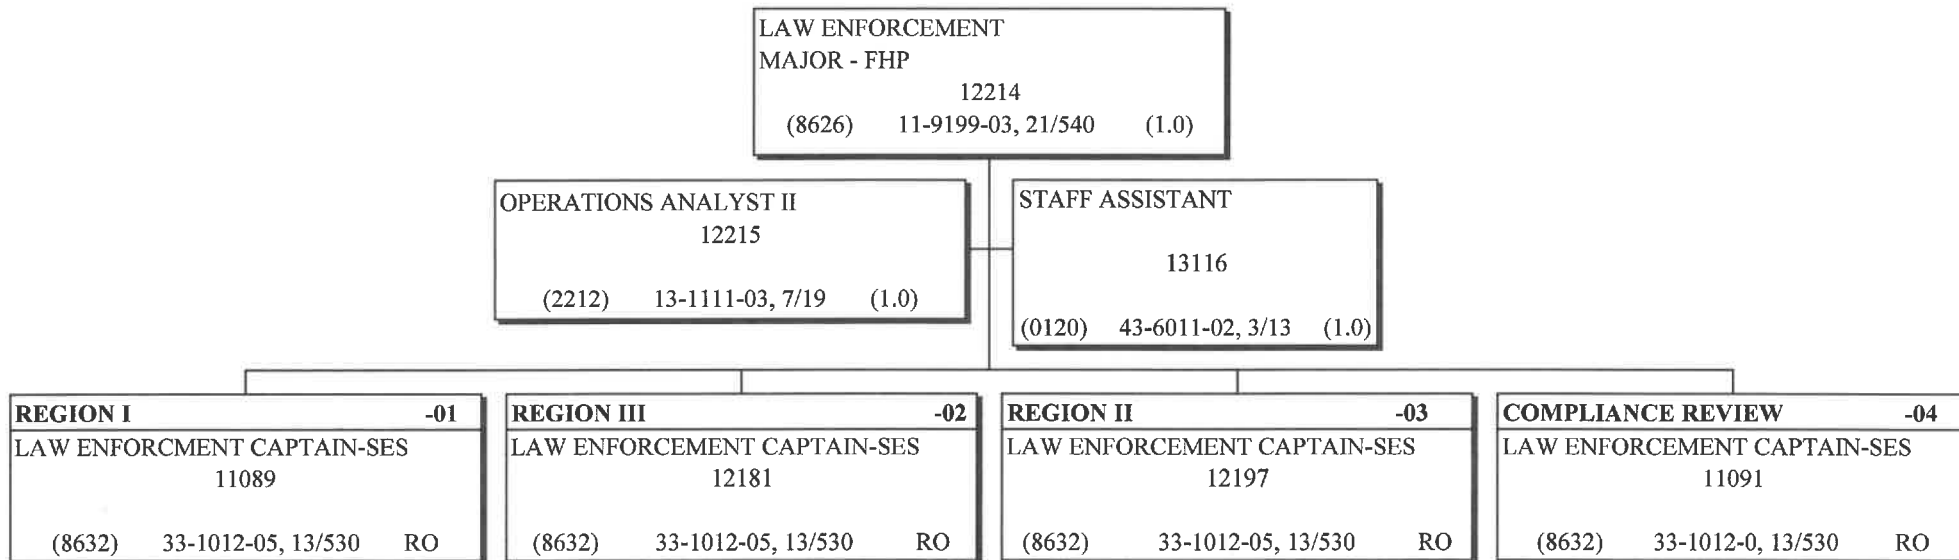 LAW ENFORCEMENT
MAJOR - FHP
12214
(8626) 11-9199-03, 21/540 (1.0)
OPERATIONS ANALYST II
12215
(2212) 13-1111-03, 7/19 (1.0)
STAFF ASSISTANT
13116
(0120) 43-6011-02, 3/13 (1.0)
REGION I -01
LAW ENFORCMENT CAPTAIN-SES
11089
(8632) 33-1012-05, 13/530 RO
REGION III -02
LAW ENFORCEMENT CAPTAIN-SES
12181
(8632) 33-1012-05, 13/530 RO
REGION II -03
LAW ENFORCEMENT CAPTAIN-SES
12197
(8632) 33-1012-05, 13/530 RO
COMPLIANCE REVIEW -04
LAW ENFORCEMENT CAPTAIN-SES
11091
(8632) 33-1012-0, 13/530 RO